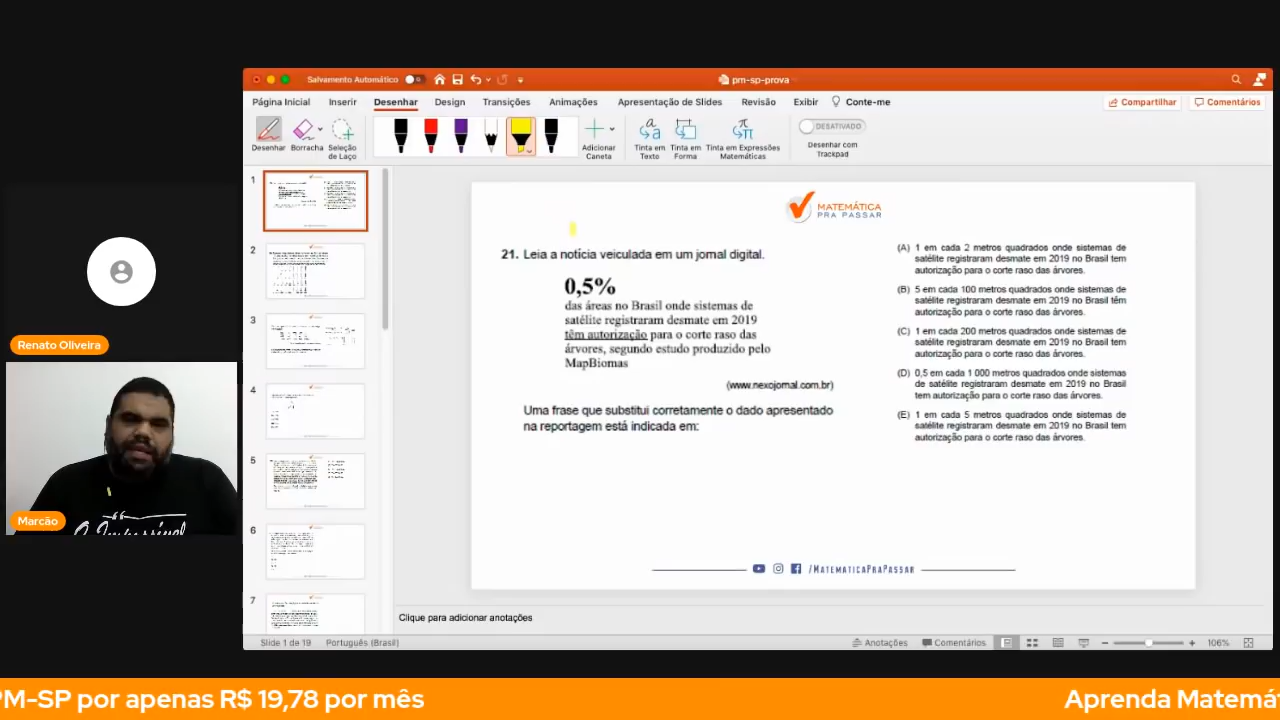 Salvamento Automático
pm-sp-prova
Página Inicial
Inserir
Desenhar
Design
Transições
Animações
Apresentação de Slides
Revisão
Exibir
Conte-me
Compartilhar
Comentários
Desenhar
Borracha
Seleção
de Laço
Adicionar
Caneta
Tinta em
Texto
Tinta em
Forma
Tinta em Expressões
Matemáticas
DESATIVADO
Desenhar com
Trackpad
1
2
3
4
5
6
7
MATEMÁTICA
PRA PASSAR
21. Leia a notícia veiculada em um jornal digital.
0,5%
das áreas no Brasil onde sistemas de
satélite registraram desmate em 2019
têm autorização para o corte raso das
árvores, segundo estudo produzido pelo
MapBiomas
(www.nexojornal.com.br)
Uma frase que substitui corretamente o dado apresentado
na reportagem está indicada em:
(A) 1 em cada 2 metros quadrados onde sistemas de
satélite registraram desmate em 2019 no Brasil tem
autorização para o corte raso das árvores.
(B) 5 em cada 100 metros quadrados onde sistemas de
satélite registraram desmate em 2019 no Brasil têm
autorização para o corte raso das árvores.
(C) 1 em cada 200 metros quadrados onde sistemas de
satélite registraram desmate em 2019 no Brasil tem
autorização para o corte raso das árvores.
(D) 0,5 em cada 1 000 metros quadrados onde sistemas
de satélite registraram desmate em 2019 no Brasil
tem autorização para o corte raso das árvores.
(E) 1 em cada 5 metros quadrados onde sistemas de
satélite registraram desmate em 2019 no Brasil tem
autorização para o corte raso das árvores.
/MATEMATICAPRAPASSAR
Clique para adicionar anotações
Slide 1 de 19
Português (Brasil)
Anotações
Comentários
106%
Renato Oliveira
Marcão
PM-SP por apenas R$ 19,78 por mês
Aprenda Matemát